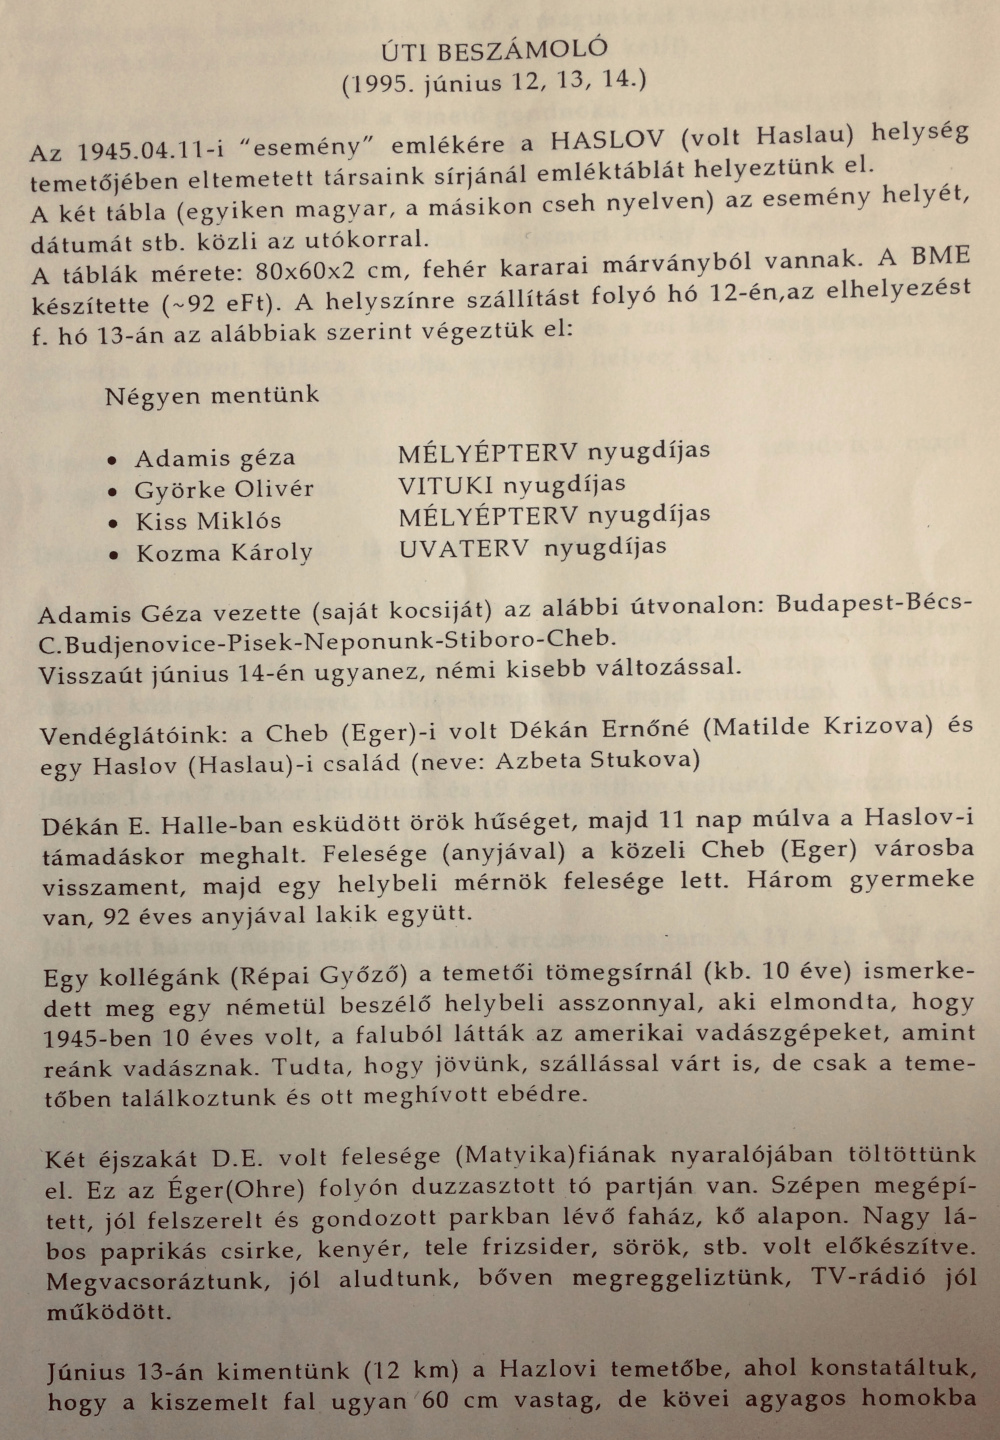 ÚTI BESZÁMOLÓ
(1995. június 12, 13, 14.)
Az 1945.04.11-i "esemény" emlékére a HASLOV (volt Haslau) helység
temetőjében eltemetett társaink sírjánál emléktáblát helyeztünk el.
A két tábla (egyiken magyar, a másikon cseh nyelven) az esemény helyét,
dátumát stb. közli az utókorral.
A táblák mérete: 80x60x2 cm, fehér kararai márványból vannak. A BME
készítette (~92 eFt). A helyszínre szállítást folyó hó 12-én,az elhelyezést
f. hó 13-án az alábbiak szerint végeztük el:
Négyen mentünk
• Adamis géza MÉLYÉPTERV nyugdíjas
• Györke Olivér VITUKI nyugdíjas
• Kiss Miklós MÉLYÉPTERV nyugdíjas
• Kozma Károly UVATERV nyugdíjas
Adamis Géza vezette (saját kocsiját) az alábbi útvonalon: Budapest-Bécs-
C.Budjenovice-Pisek-Neponunk-Stiboro-Cheb.
Visszaút június 14-én ugyanez, némi kisebb változással.
Vendéglátóink: a Cheb (Eger)-i volt Dékán Ernőné (Matilde Krizova) és
egy Haslov (Haslau)-i család (neve: Azbeta Stukova)
Dékán E. Halle-ban esküdött örök hűséget, majd 11 nap múlva a Haslov-i
támadáskor meghalt. Felesége (anyjával) a közeli Cheb (Eger) városba
visszament, majd egy helybeli mérnök felesége lett. Három gyermeke
van, 92 éves anyjával lakik együtt.
Egy kollégánk (Répai Győző) a temetői tömegsírnál (kb. 10 éve) ismerke-
dett meg egy németül beszélő helybeli asszonnyal, aki elmondta, hogy
1945-ben 10 éves volt, a faluból látták az amerikai vadászgépeket, amint
reánk vadásznak. Tudta, hogy jövünk, szállással várt is, de csak a teme-
tőben találkoztunk és ott meghívott ebédre.
Két éjszakát D.E. volt felesége (Matyika)fiának nyaralójában töltöttünk
el. Ez az Éger(Ohre) folyón duzzasztott tó partján van. Szépen megépí-
tett, jól felszerelt és gondozott parkban lévő faház, kő alapon. Nagy lá-
bos paprikás csirke, kenyér, tele frizsider, sörök, stb. volt előkészítve.
Megvacsoráztunk, jól aludtunk, bőven megreggeliztünk, TV-rádió jól
működött.
Június 13-án kimentünk (12 km) a Hazlovi temetőbe, ahol konstatáltuk,
hogy a kiszemelt fal ugyan 60 cm vastag, de kövei agyagos homokba